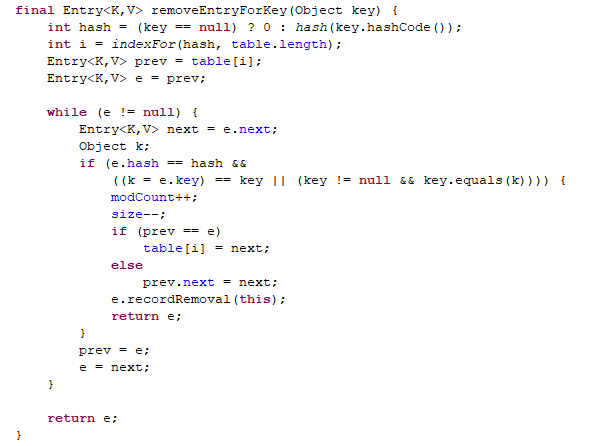 final Entry<K,V> removeEntryForKey(Object key) {
    int hash = (key == null) ? 0 : hash(key.hashCode());
    int i = indexFor(hash, table.length);
    Entry<K,V> prev = table[i];
    Entry<K,V> e = prev;

    while (e != null) {
        Entry<K,V> next = e.next;
        Object k;
        if (e.hash == hash &&
            ((k = e.key) == key || (key != null && key.equals(k)))) {
            modCount++;
            size--;
            if (prev == e)
                table[i] = next;
            else
                prev.next = next;
            e.recordRemoval(this);
            return e;
        }
        prev = e;
        e = next;
    }

    return e;
}